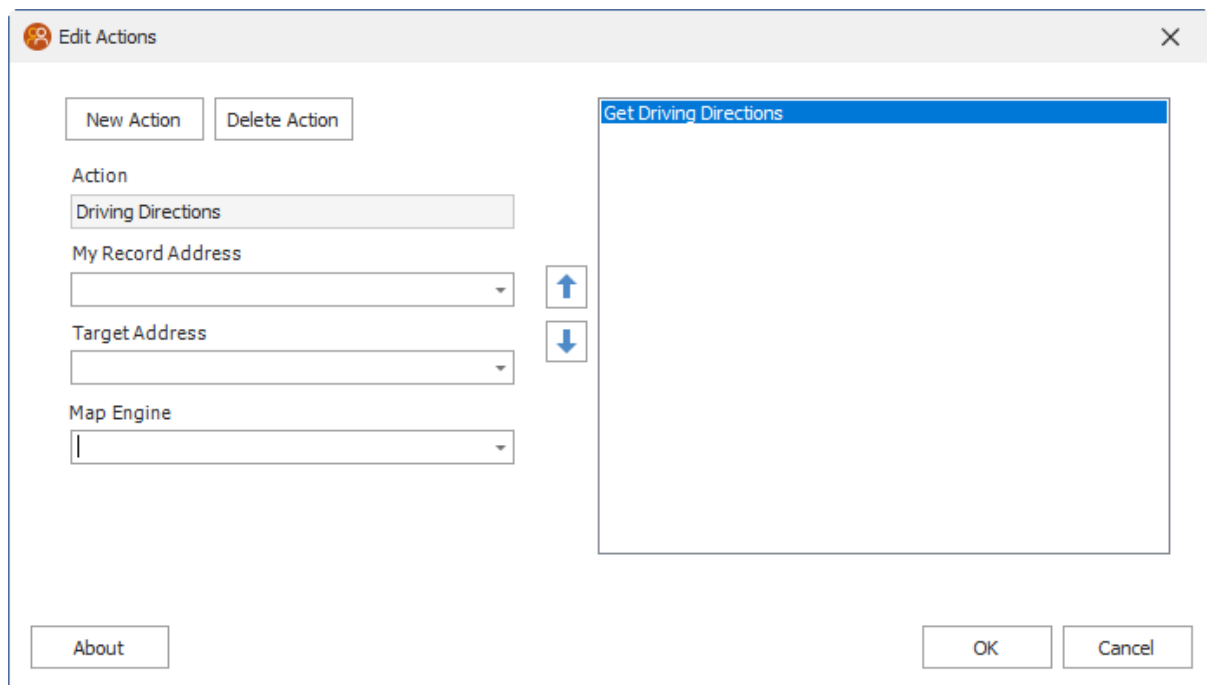 Edit Actions
New Action
Delete Action
Get Driving Directions
Action
Driving Directions
My Record Address
Target Address
Map Engine
About
OK
Cancel